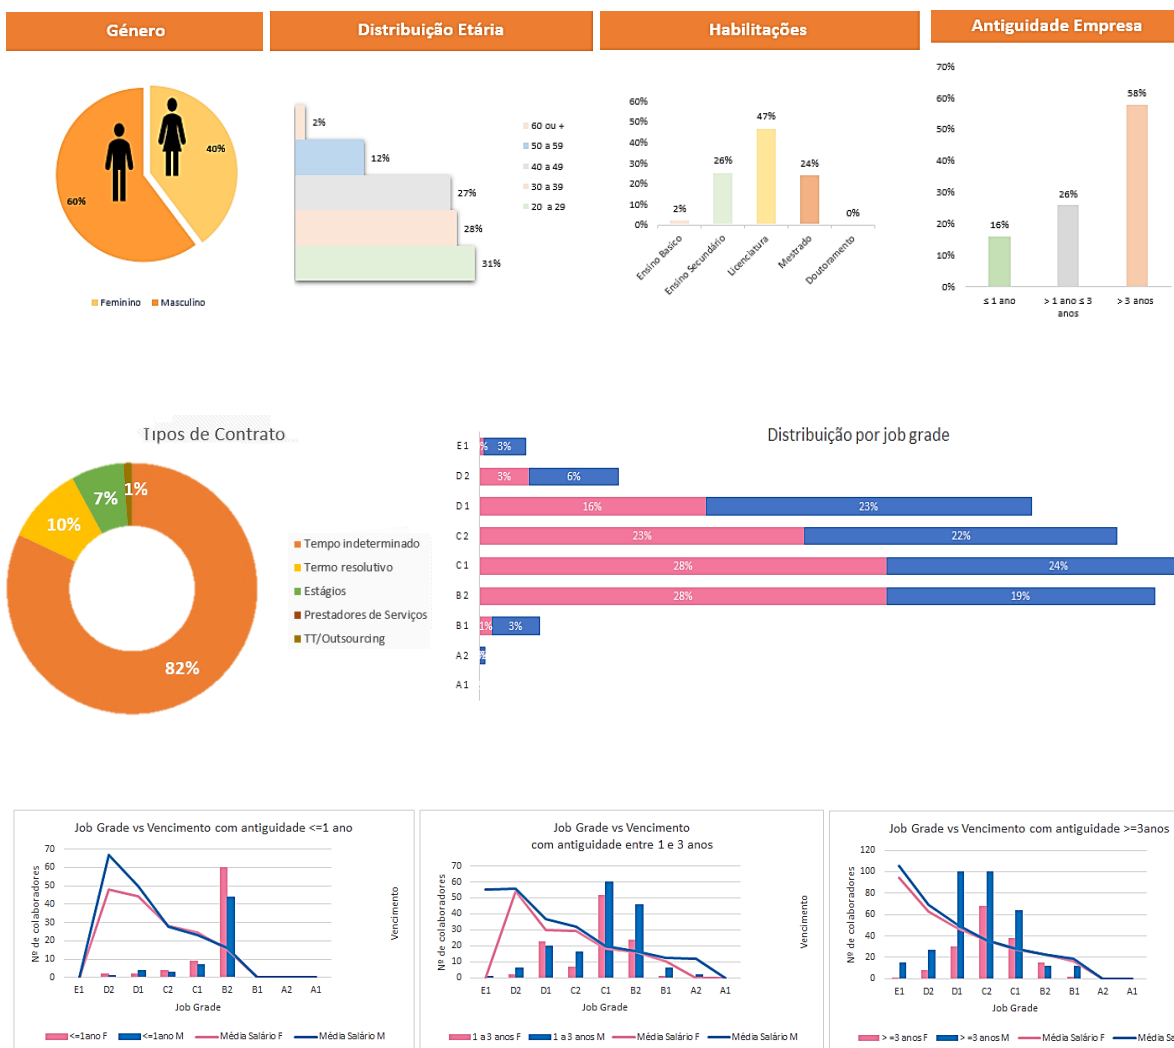 Género
Distribuição Etária
Habilitações
Antiguidade Empresa
40%
60%
Feminino
Masculino
2%
12%
27%
28%
31%
60 ou +
50 a 59
40 a 49
30 a 39
20 a 29
60%
50%
40%
30%
20%
10%
0%
2%
26%
47%
24%
0%
Ensino Basico
Ensino Secundário
Licenciatura
Mestrado
Doutoramento
70%
60%
50%
40%
30%
20%
10%
0%
16%
26%
58%
≤ 1 ano
> 1 ano ≤ 3
anos
> 3 anos
Tipos de Contrato
1%
7%
10%
82%
Tempo indeterminado
Termo resolutivo
Estágios
Prestadores de Serviços
TT/Outsourcing
Distribuição por job grade
E1
% 3%
D2
3% 6%
D1
16% 23%
C2
23% 22%
C1
28% 24%
B2
28% 19%
B1
1% 3%
A2
A1
Job Grade vs Vencimento com antiguidade <=1 ano
Nº de colaboradores
70
60
50
40
30
20
10
0
E1 D2 D1 C2 C1 B2 B1 A2 A1
Job Grade
Vencimento
<=1ano F <=1ano M Média Salário F Média Salário M
Job Grade vs Vencimento
com antiguidade entre 1 e 3 anos
Nº de colaboradores
70
60
50
40
30
20
10
0
E1 D2 D1 C2 C1 B2 B1 A2 A1
Job Grade
Vencimento
1 a 3 anos F 1 a 3 anos M Média Salário F Média Salário M
Job Grade vs Vencimento com antiguidade >=3anos
Nº de colaboradores
120
100
80
60
40
20
0
E1 D2 D1 C2 C1 B2 B1 A2 A1
Job Grade
> =3 anos F > =3 anos M Média Salário F Média S